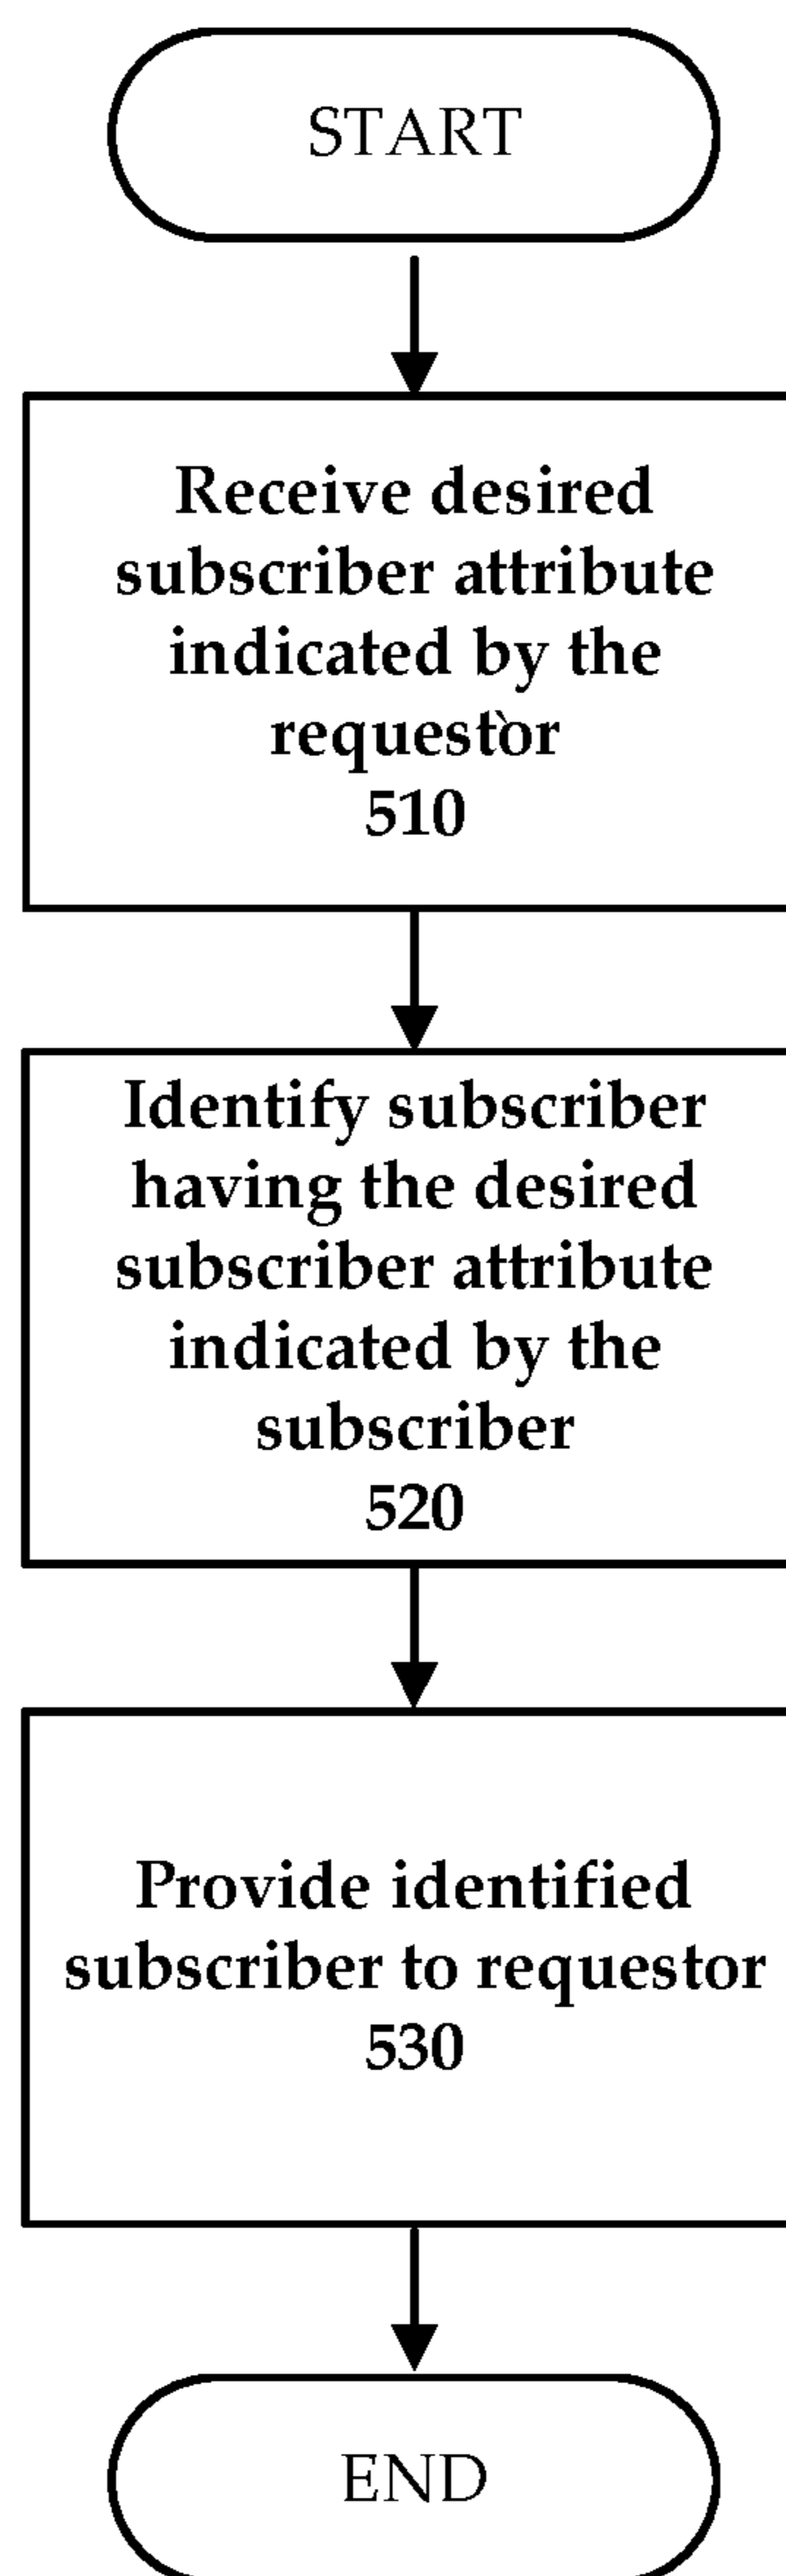 START
Receive desired
subscriber attribute
indicated by the
requestor
510
Identify subscriber
having the desired
subscriber attribute
indicated by the
subscriber
520
Provide identified
subscriber to requestor
530
END